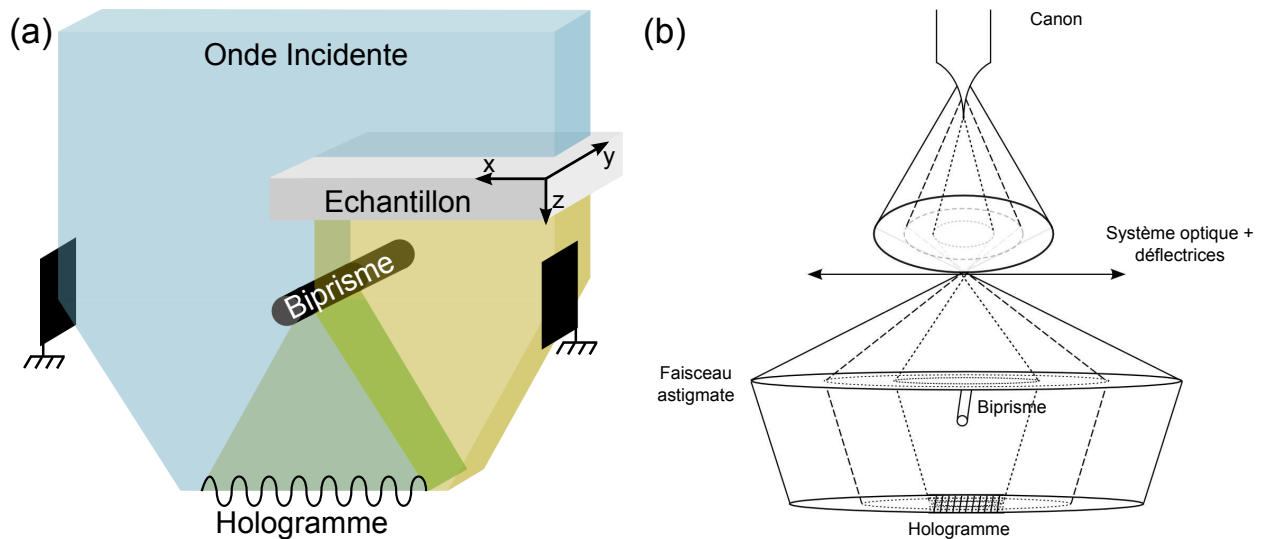 (a)
Onde Incidente
x
y
Echantillon
z
Biprisme
Hologramme
(b)
Canon
Système optique +
déflectrices
Faisceau
astigmate
Biprisme
Hologramme